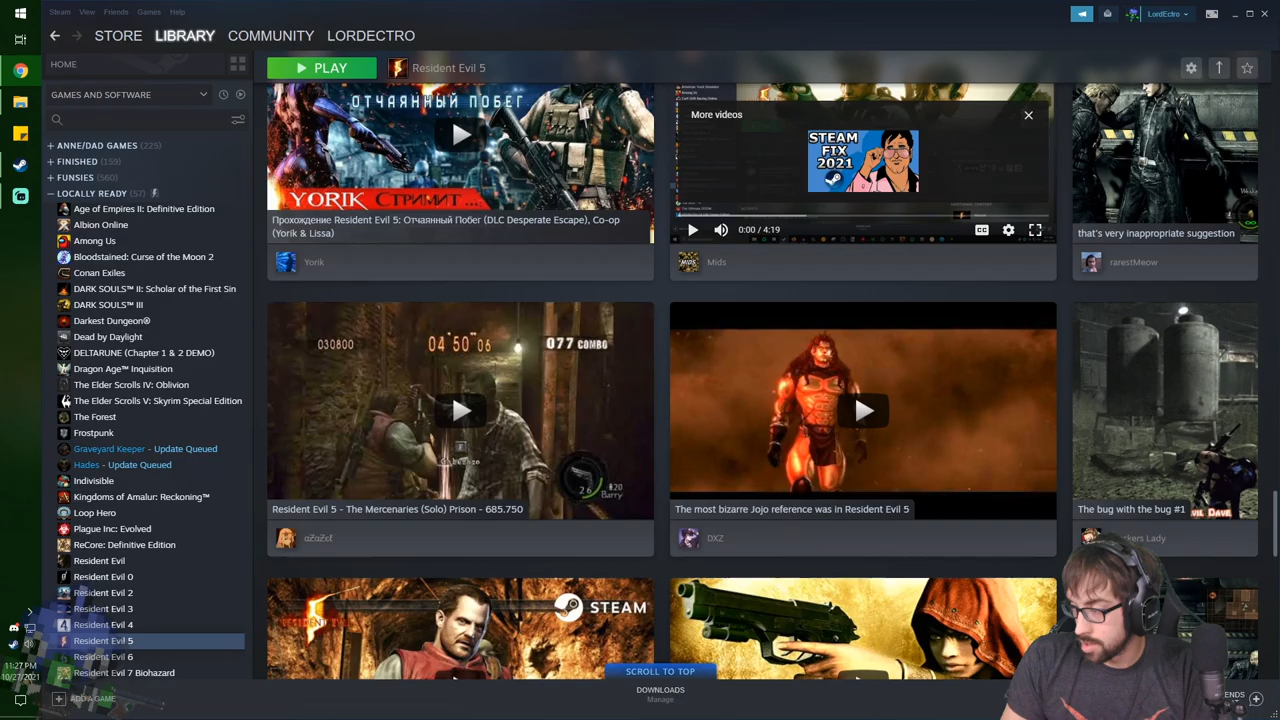 Steam View Friends Games Help
LordEctro
STORE LIBRARY COMMUNITY LORDECTRO
HOME
PLAY
Resident Evil 5
GAMES AND SOFTWARE
ОТЧАЯННЫЙ ПОБЕГ
YORIK Стримит...
Прохождение Resident Evil 5: Отчаянный Побег (DLC Desperate Escape), Co-op
(Yorik & Lissa)
Yorik
More videos
STEAM
FIX
2021
0:00 / 4:19
CC
MIDS
Mids
that's very inappropriate suggestion
rarestMeow
+ ANNE/DAD GAMES (225)
+ FINISHED (159)
+ FUNSIES (560)
− LOCALLY READY (57)
Age of Empires II: Definitive Edition
Albion Online
Among Us
Bloodstained: Curse of the Moon 2
Conan Exiles
DARK SOULS™ II: Scholar of the First Sin
DARK SOULS™ III
Darkest Dungeon®
Dead by Daylight
DELTARUNE (Chapter 1 & 2 DEMO)
Dragon Age™ Inquisition
The Elder Scrolls IV: Oblivion
The Elder Scrolls V: Skyrim Special Edition
The Forest
Frostpunk
Graveyard Keeper - Update Queued
Hades - Update Queued
Indivisible
Kingdoms of Amalur: Reckoning™
Loop Hero
Plague Inc: Evolved
ReCore: Definitive Edition
Resident Evil
Resident Evil 0
Resident Evil 2
Resident Evil 3
Resident Evil 4
Resident Evil 5
Resident Evil 6
Resident Evil 7 Biohazard
030800
04'50"06
077 COMBO
Barry
Resident Evil 5 - The Mercenaries (Solo) Prison - 685.750
The most bizarre Jojo reference was in Resident Evil 5
DXZ
The bug with the bug #1
Lady
STEAM
SCROLL TO TOP
DOWNLOADS
Manage
ADD A GAME
11:27 PM
10/27/2021